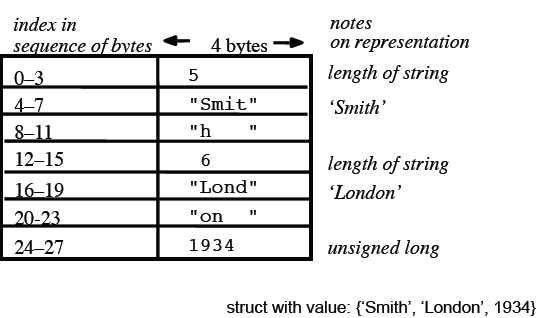 index in notes
sequence of bytes 4 bytes on representation
0–3 5 length of string
4–7 "Smit" ‘Smith’
8–11 "h   "
12–15 6 length of string
16–19 "Lond" ‘London’
20-23 "on  "
24–27 1934 unsigned long
struct with value: {‘Smith’, ‘London’, 1934}